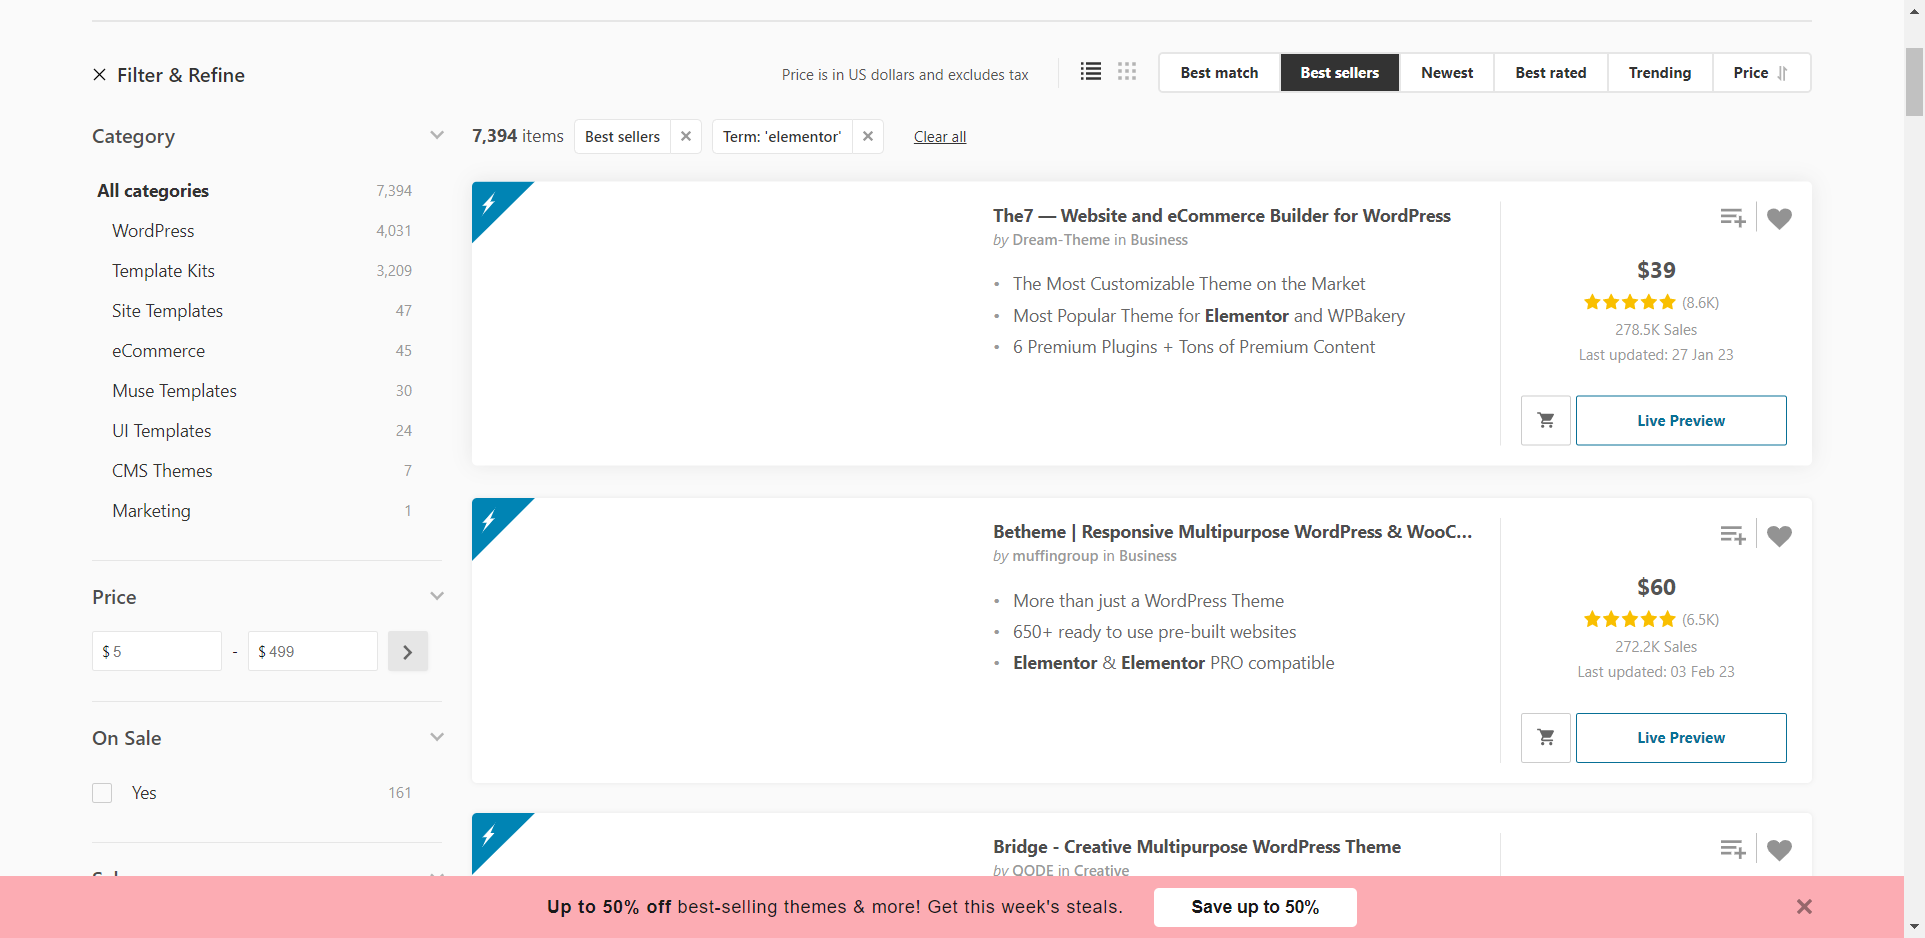 Filter & Refine
Price is in US dollars and excludes tax
Best match
Best sellers
Newest
Best rated
Trending
Price
Category
7,394 items
Best sellers
Term: 'elementor'
Clear all
All categories 7,394
WordPress 4,031
Template Kits 3,209
Site Templates 47
eCommerce 45
Muse Templates 30
UI Templates 24
CMS Themes 7
Marketing 1
Price
$ 5 - $ 499
On Sale
Yes 161
The7 — Website and eCommerce Builder for WordPress
by Dream-Theme in Business
• The Most Customizable Theme on the Market
• Most Popular Theme for Elementor and WPBakery
• 6 Premium Plugins + Tons of Premium Content
$39
(8.6K)
278.5K Sales
Last updated: 27 Jan 23
Live Preview
Betheme | Responsive Multipurpose WordPress & WooC...
by muffingroup in Business
• More than just a WordPress Theme
• 650+ ready to use pre-built websites
• Elementor & Elementor PRO compatible
$60
(6.5K)
272.2K Sales
Last updated: 03 Feb 23
Live Preview
Bridge - Creative Multipurpose WordPress Theme
by QODE in Creative
Up to 50% off best-selling themes & more! Get this week's steals.
Save up to 50%